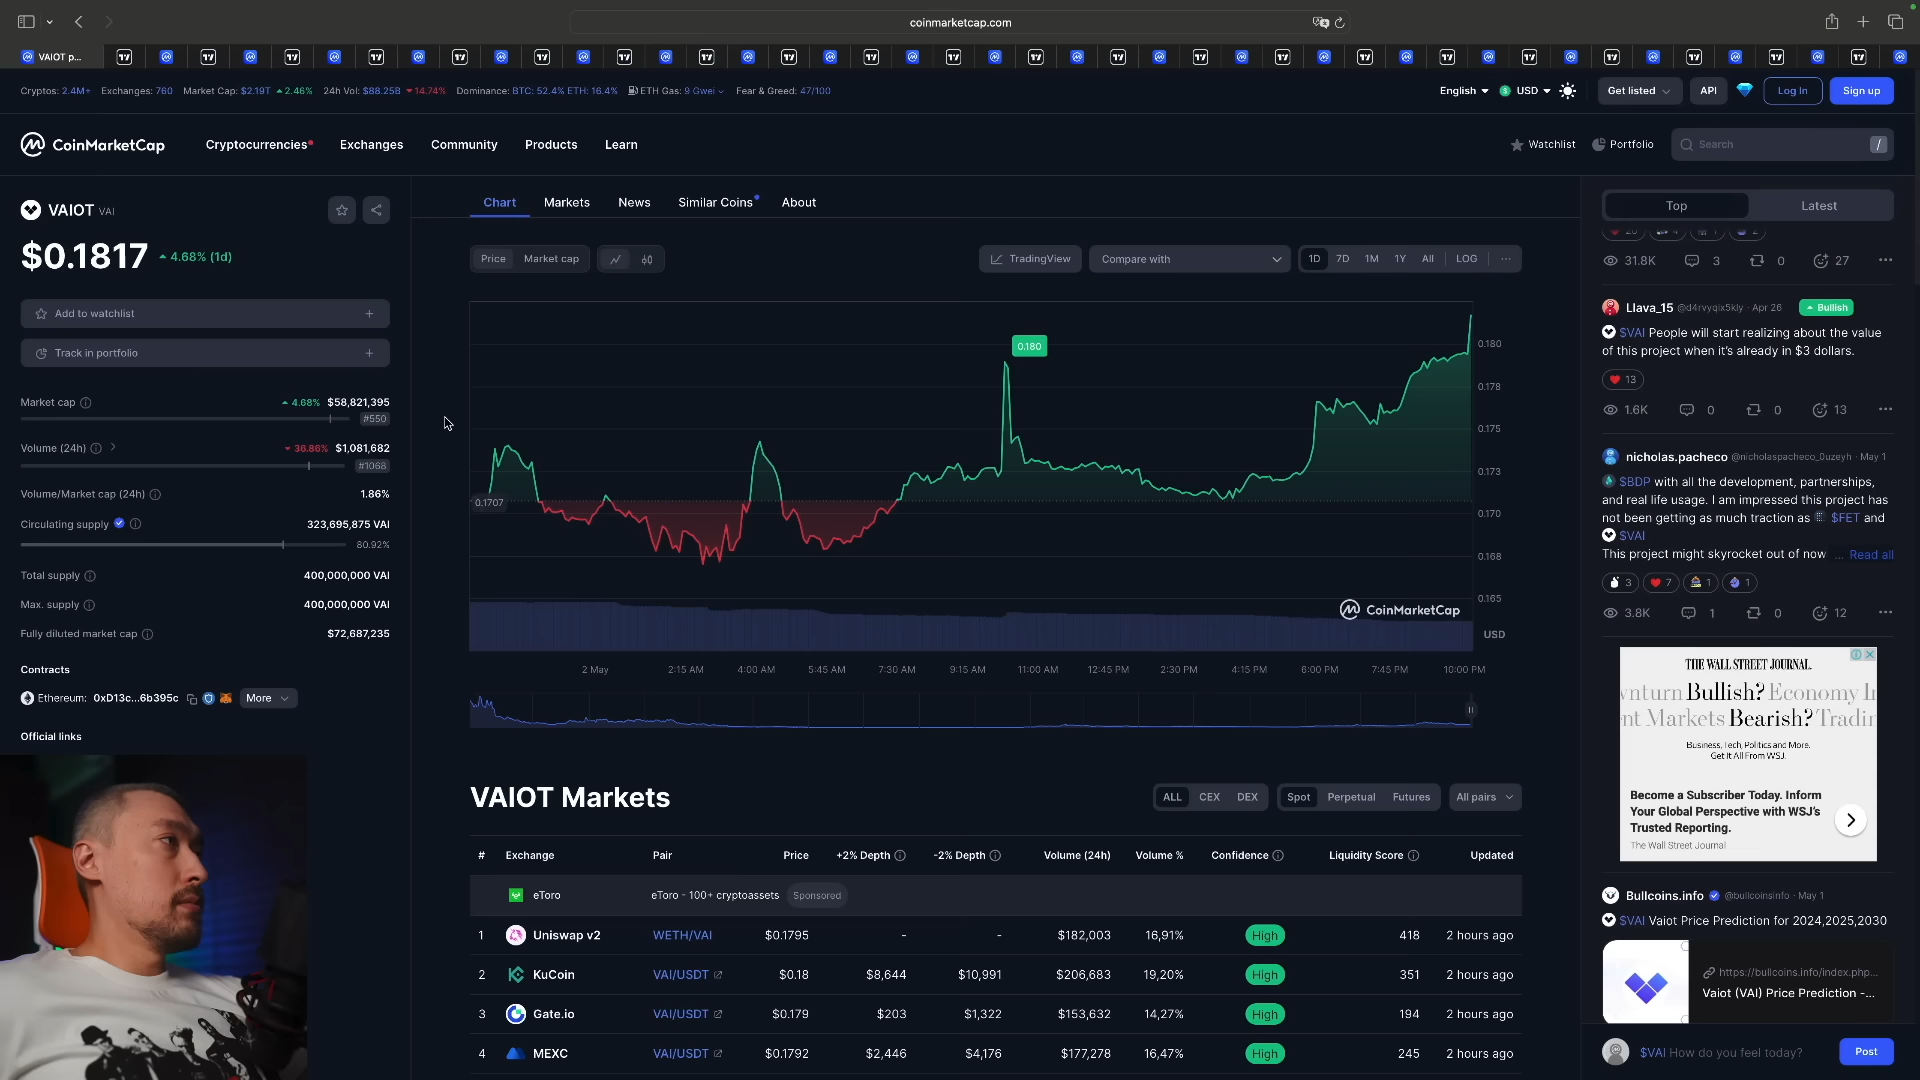 coinmarketcap.com
VAIOT p...
Cryptos: 2.4M+ Exchanges: 760 Market Cap: $2.19T 2.46% 24h Vol: $88.25B 14.74% Dominance: BTC: 52.4% ETH: 16.4% ETH Gas: 9 Gwei Fear & Greed: 47/100
English USD Get listed API Log In Sign up
CoinMarketCap Cryptocurrencies Exchanges Community Products Learn
Watchlist Portfolio Search /
VAIOT VAI
$0.1817 4.68% (1d)
Add to watchlist +
Track in portfolio +
Market cap 4.68% $58,821,395
#550
Volume (24h) 36.86% $1,081,682
#1068
Volume/Market cap (24h) 1.86%
Circulating supply 323,695,875 VAI
80.92%
Total supply 400,000,000 VAI
Max. supply 400,000,000 VAI
Fully diluted market cap $72,687,235
Contracts
Ethereum: 0xD13c...6b395c More
Official links
Chart Markets News Similar Coins About
Price Market cap
TradingView Compare with 1D 7D 1M 1Y All LOG ...
0.180
0.180
0.178
0.175
0.173
0.1707
0.170
0.168
0.165
CoinMarketCap
USD
2 May 2:15 AM 4:00 AM 5:45 AM 7:30 AM 9:15 AM 11:00 AM 12:45 PM 2:30 PM 4:15 PM 6:00 PM 7:45 PM 10:00 PM
VAIOT Markets
ALL CEX DEX Spot Perpetual Futures All pairs
# Exchange Pair Price +2% Depth -2% Depth Volume (24h) Volume % Confidence Liquidity Score Updated
eToro eToro - 100+ cryptoassets Sponsored
1 Uniswap v2 WETH/VAI $0.1795 - - $182,003 16,91% High 418 2 hours ago
2 KuCoin VAI/USDT $0.18 $8,644 $10,991 $206,683 19,20% High 351 2 hours ago
3 Gate.io VAI/USDT $0.179 $203 $1,322 $153,632 14,27% High 194 2 hours ago
4 MEXC VAI/USDT $0.1792 $2,446 $4,176 $177,278 16,47% High 245 2 hours ago
Top Latest
31.8K 3 0 27 ...
Llava_15 @d4rvyqix5kly · Apr 26 Bullish
$VAI People will start realizing about the value
of this project when it's already in $3 dollars.
13
1.6K 0 0 13 ...
nicholas.pacheco @nicholaspacheco_0uzeyh · May 1
$BDP with all the development, partnerships,
and real life usage. I am impressed this project has
not been getting as much traction as $FET and
$VAI
This project might skyrocket out of now ... Read all
3 7 1 1
3.8K 1 0 12 ...
THE WALL STREET JOURNAL.
wnturn Bullish? Economy In
nt Markets Bearish? Tradin
Business, Tech, Politics and More.
Get It All From WSJ.
Become a Subscriber Today. Inform
Your Global Perspective with WSJ's
Trusted Reporting.
The Wall Street Journal
Bullcoins.info @bullcoinsinfo · May 1
$VAI Vaiot Price Prediction for 2024,2025,2030
https://bullcoins.info/index.php...
Vaiot (VAI) Price Prediction -...
$VAI How do you feel today? Post